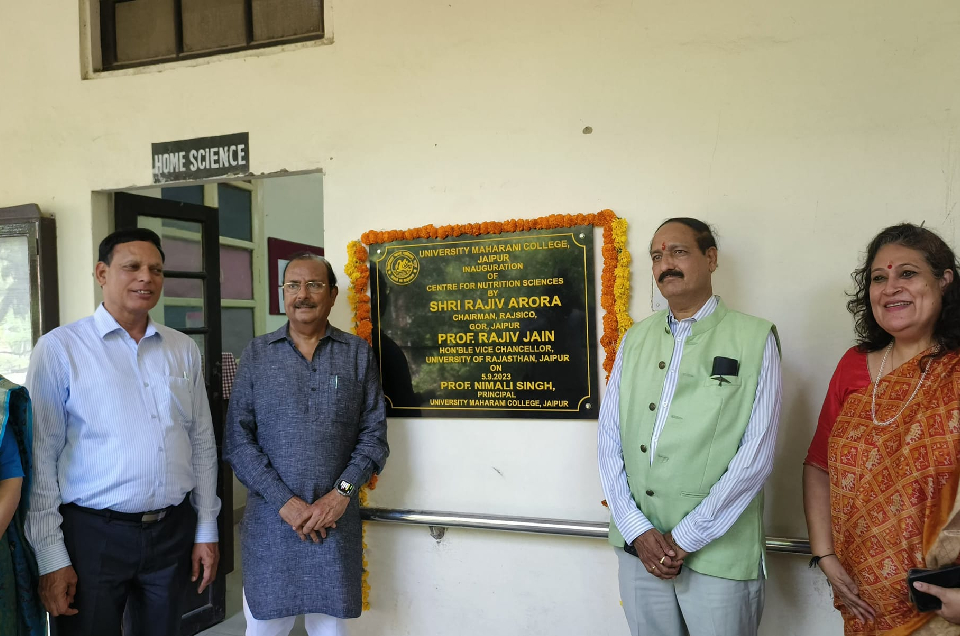 HOME SCIENCE
UNIVERSITY MAHARANI COLLEGE,
JAIPUR
INAUGURATION
OF
CENTRE FOR NUTRITION SCIENCES
BY
SHRI RAJIV ARORA
CHAIRMAN, RAJSICO,
GOR, JAIPUR
PROF. RAJIV JAIN
HON'BLE VICE CHANCELLOR,
UNIVERSITY OF RAJASTHAN, JAIPUR
ON
5.9.2023
PROF. NIMALI SINGH,
PRINCIPAL
UNIVERSITY MAHARANI COLLEGE, JAIPUR